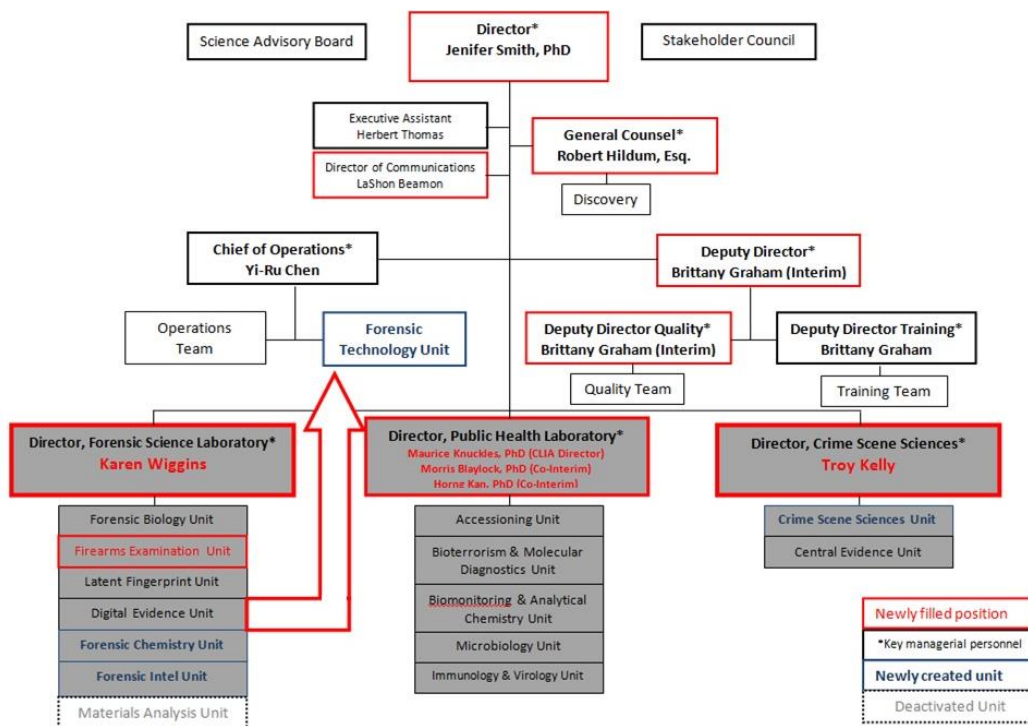 Science Advisory Board
Director*
Jenifer Smith, PhD
Stakeholder Council
Executive Assistant
Herbert Thomas
Director of Communications
LaShon Beamon
General Counsel*
Robert Hildum, Esq.
Discovery
Chief of Operations*
Yi-Ru Chen
Deputy Director*
Brittany Graham (Interim)
Operations
Team
Forensic
Technology Unit
Deputy Director Quality*
Brittany Graham (Interim)
Quality Team
Deputy Director Training*
Brittany Graham
Training Team
Director, Forensic Science Laboratory*
Karen Wiggins
Forensic Biology Unit
Firearms Examination Unit
Latent Fingerprint Unit
Digital Evidence Unit
Forensic Chemistry Unit
Forensic Intel Unit
Materials Analysis Unit
Director, Public Health Laboratory*
Maurice Knuckles, PhD (CLIA Director)
Morris Blaylock, PhD (Co-Interim)
Horng Kan, PhD (Co-Interim)
Accessioning Unit
Bioterrorism & Molecular
Diagnostics Unit
Biomonitoring & Analytical
Chemistry Unit
Microbiology Unit
Immunology & Virology Unit
Director, Crime Scene Sciences*
Troy Kelly
Crime Scene Sciences Unit
Central Evidence Unit
Newly filled position
*Key managerial personnel
Newly created unit
Deactivated Unit